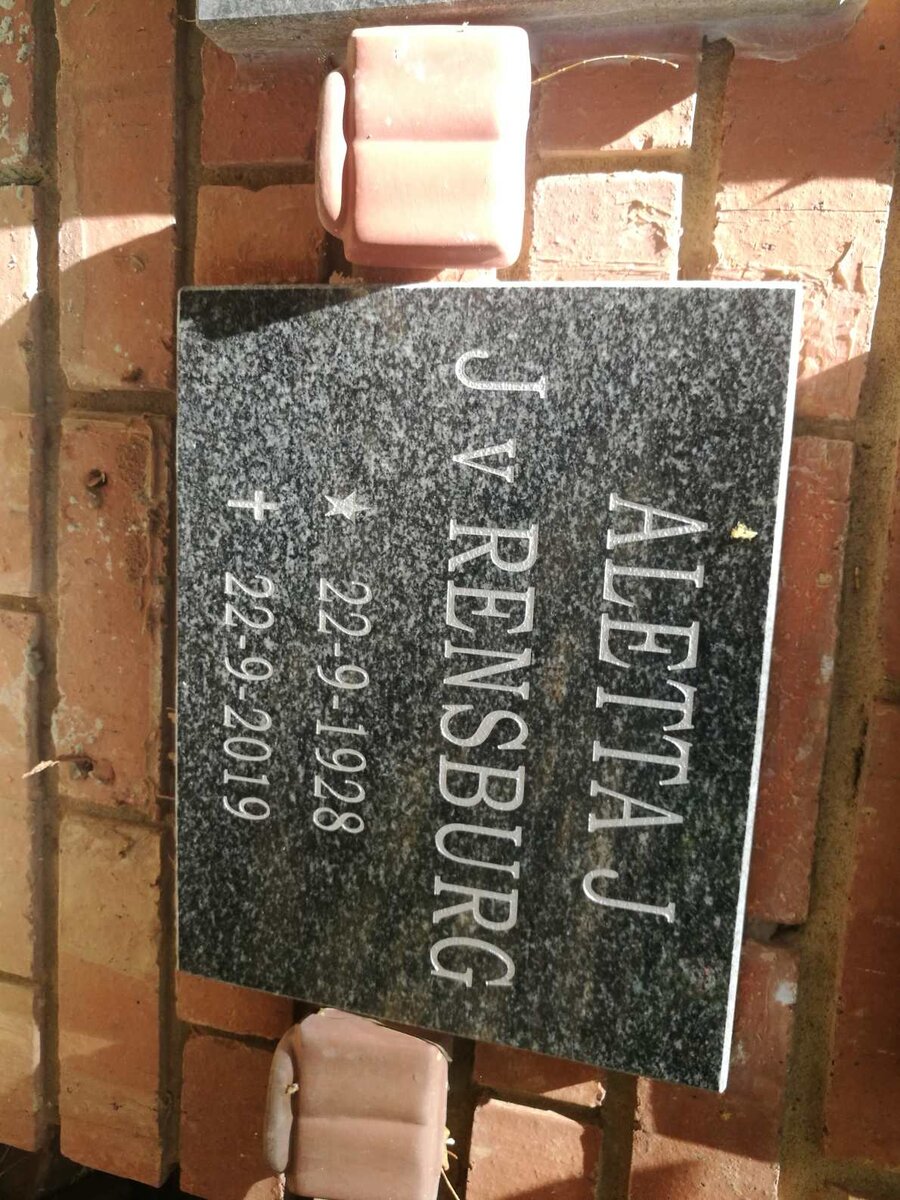 ALETTA J
J v RENSBURG
★ 22-9-1928
✝ 22-9-2019